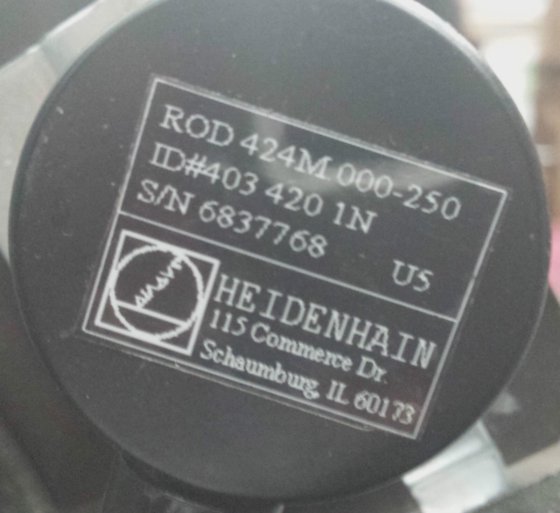 ROD 424M 000-250
ID#403 420 1N
S/N 6837768 US
HEIDENHAIN
115 Commerce Dr.
Schaumburg, IL 60173